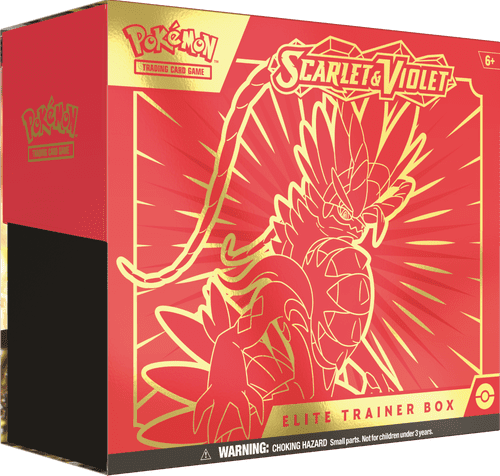 POKéMON
TRADING CARD GAME
POKéMON
TRADING CARD GAME
SCARLET & VIOLET
6+
ELITE TRAINER BOX
WARNING: CHOKING HAZARD Small parts. Not for children under 3 years.